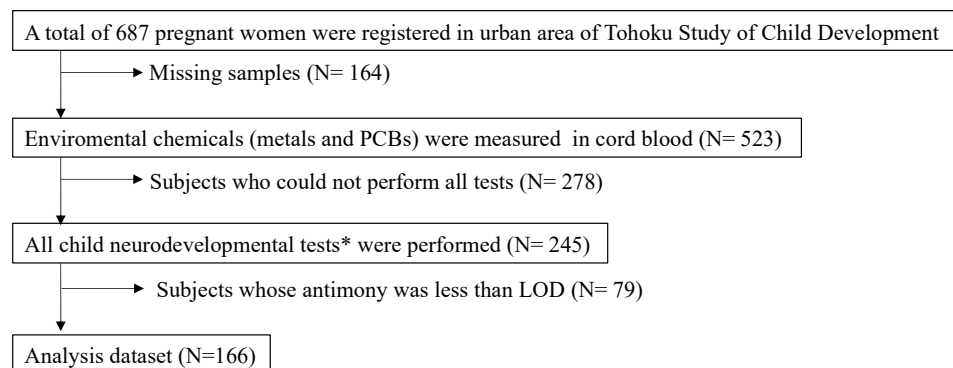 A total of 687 pregnant women were registered in urban area of Tohoku Study of Child Development
Missing samples (N= 164)
Enviromental chemicals (metals and PCBs) were measured in cord blood (N= 523)
Subjects who could not perform all tests (N= 278)
All child neurodevelopmental tests* were performed (N= 245)
Subjects whose antimony was less than LOD (N= 79)
Analysis dataset (N=166)